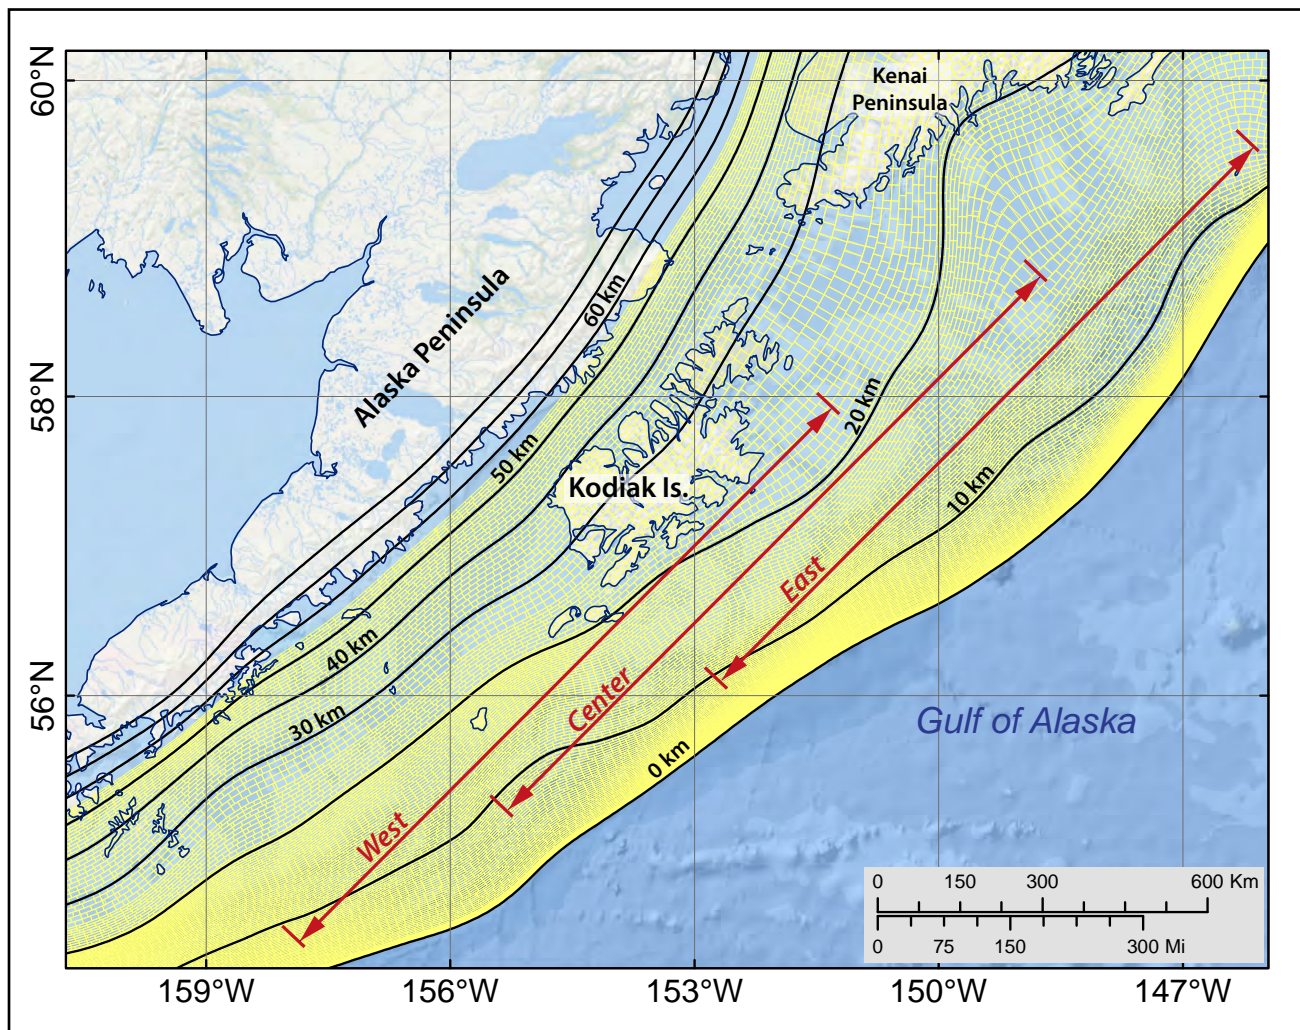 60°N
58°N
56°N
159°W
156°W
153°W
150°W
147°W
Kenai
Peninsula
Alaska Peninsula
60 km
50 km
40 km
30 km
20 km
10 km
0 km
Kodiak Is.
East
Center
West
Gulf of Alaska
0 150 300 600 Km
0 75 150 300 Mi